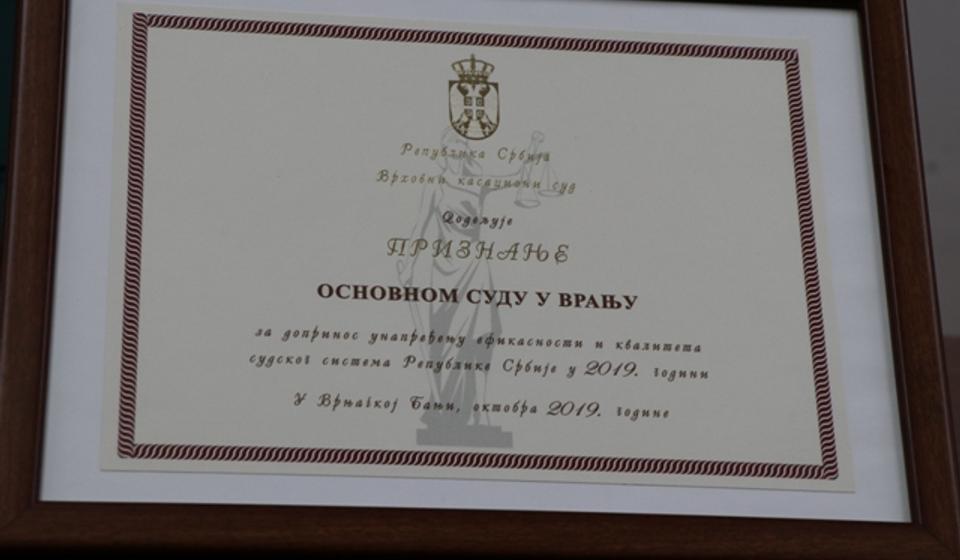 Република Србија
Врховни касациони суд
Додељује
ПРИЗНАЊЕ
ОСНОВНОМ СУДУ У ВРАЊУ
за допринос унапређењу ефикасности и квалитета
судског система Републике Србије у 2019. години
У Врњачкој Бањи, октобра 2019. године